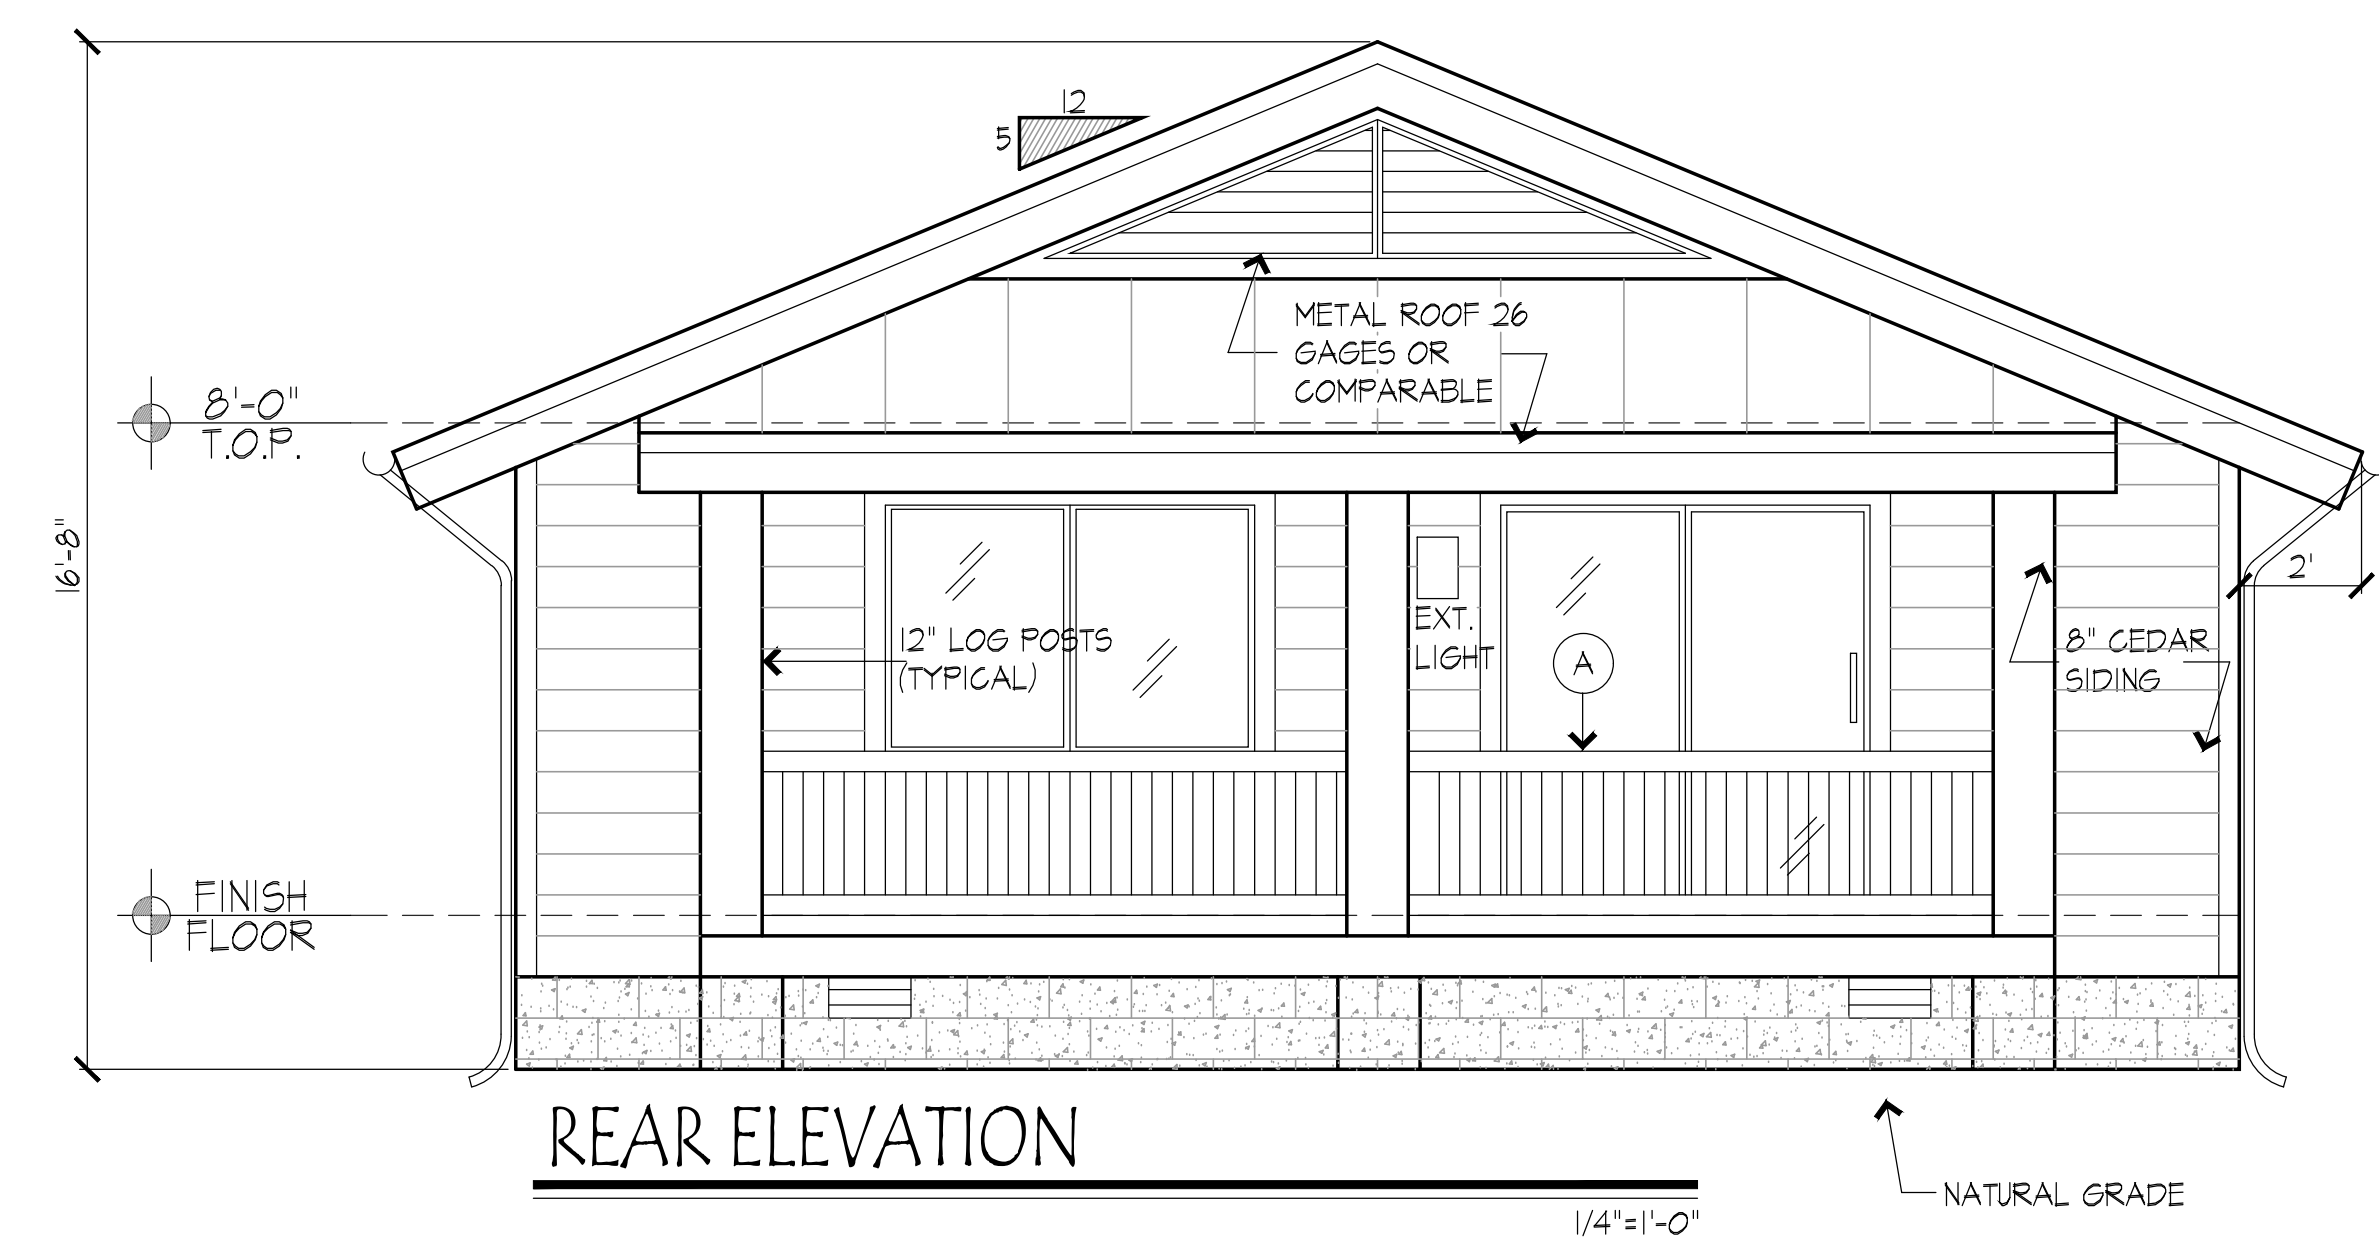 12
5
METAL ROOF 26
GAGES OR
COMPARABLE
8'-0"
T.O.P.
16'-8"
2'
12" LOG POSTS
(TYPICAL)
EXT.
LIGHT
A
8" CEDAR
SIDING
FINISH
FLOOR
REAR ELEVATION
1/4"=1'-0"
NATURAL GRADE